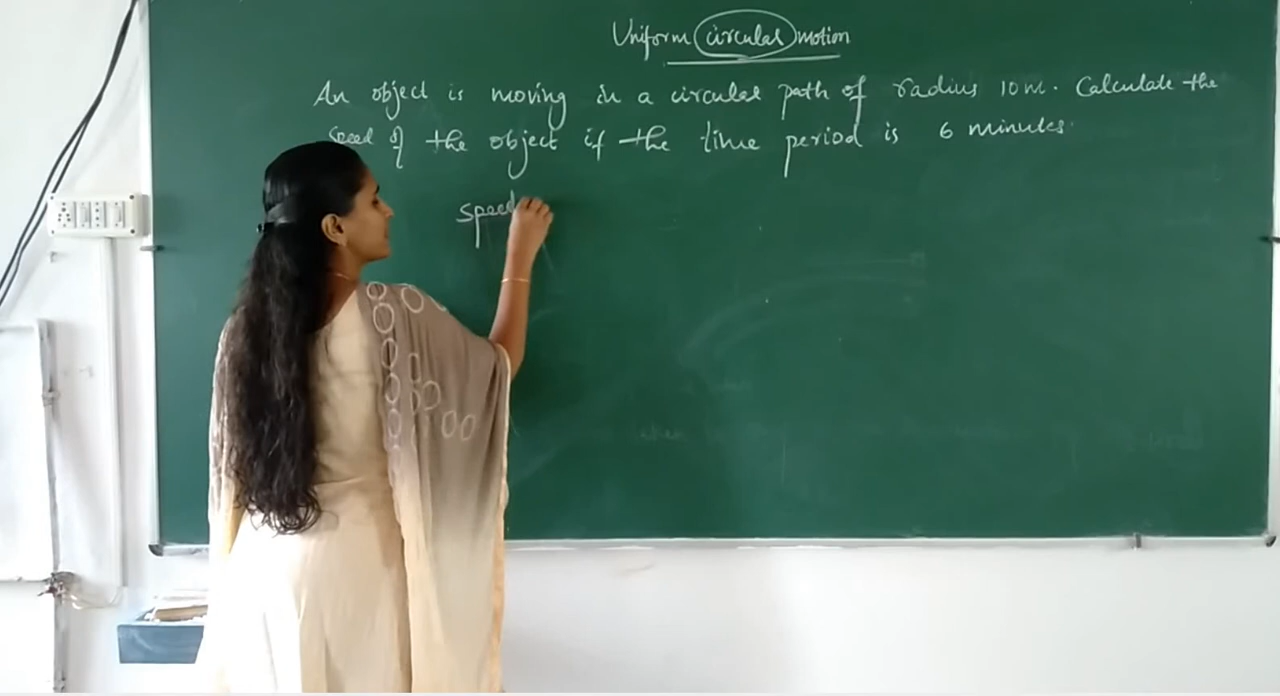 Uniform circular motion
An object is moving in a circular path of radius 10m. Calculate the
speed of the object if the time period is 6 minutes.
speed